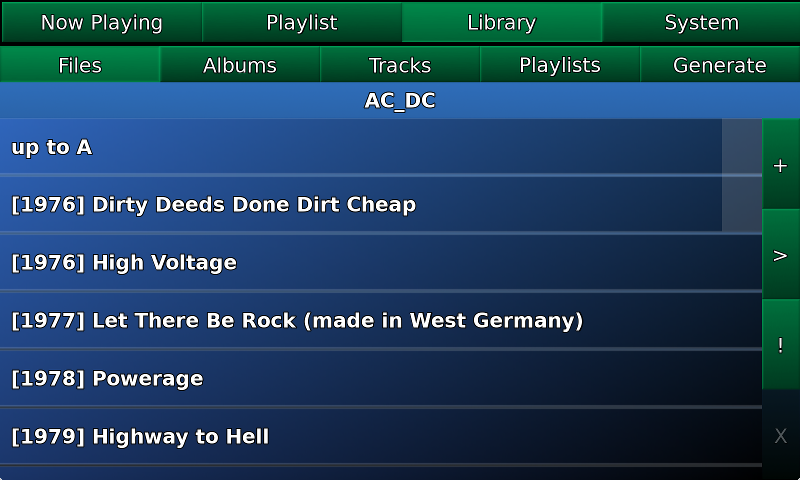 Now Playing Playlist Library System
Files Albums Tracks Playlists Generate
AC_DC
up to A
+
[1976] Dirty Deeds Done Dirt Cheap
[1976] High Voltage
>
[1977] Let There Be Rock (made in West Germany)
!
[1978] Powerage
[1979] Highway to Hell
X